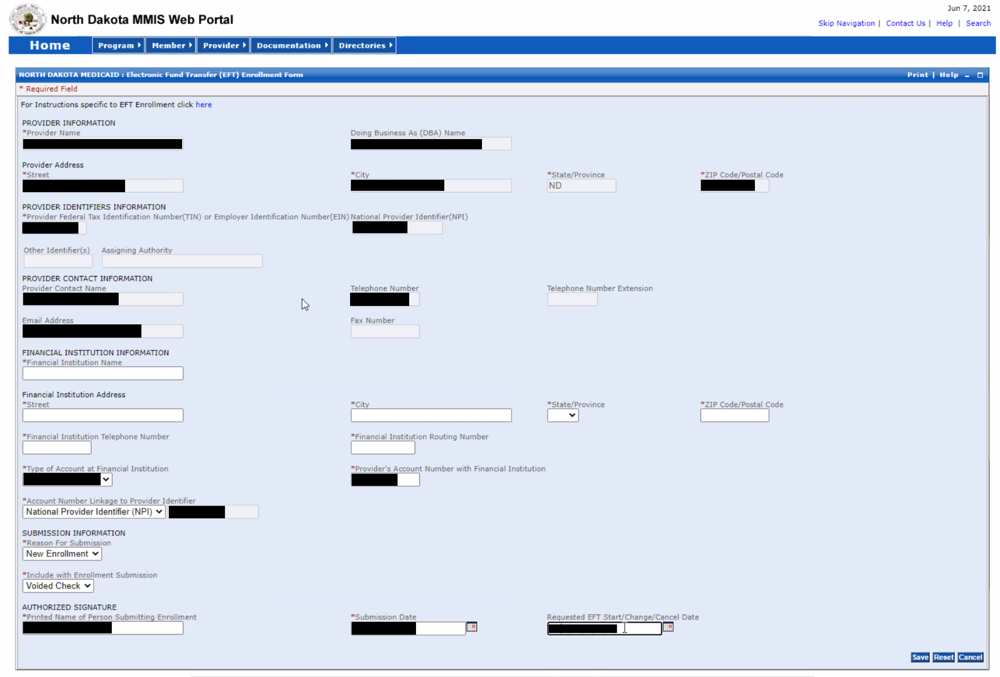 Jun 7, 2021
North Dakota MMIS Web Portal
Skip Navigation | Contact Us | Help | Search
Home Program Member Provider Documentation Directories
NORTH DAKOTA MEDICAID : Electronic Fund Transfer (EFT) Enrollment Form Print | Help
* Required Field
For Instructions specific to EFT Enrollment click here
PROVIDER INFORMATION
*Provider Name Doing Business As (DBA) Name
Provider Address
*Street *City *State/Province *ZIP Code/Postal Code
ND
PROVIDER IDENTIFIERS INFORMATION
*Provider Federal Tax Identification Number(TIN) or Employer Identification Number(EIN) National Provider Identifier(NPI)
Other Identifier(s) Assigning Authority
PROVIDER CONTACT INFORMATION
Provider Contact Name Telephone Number Telephone Number Extension
Email Address Fax Number
FINANCIAL INSTITUTION INFORMATION
*Financial Institution Name
Financial Institution Address
*Street *City *State/Province *ZIP Code/Postal Code
*Financial Institution Telephone Number *Financial Institution Routing Number
*Type of Account at Financial Institution *Provider's Account Number with Financial Institution
*Account Number Linkage to Provider Identifier
National Provider Identifier (NPI)
SUBMISSION INFORMATION
*Reason For Submission
New Enrollment
*Include with Enrollment Submission
Voided Check
AUTHORIZED SIGNATURE
*Printed Name of Person Submitting Enrollment *Submission Date Requested EFT Start/Change/Cancel Date
Save Reset Cancel